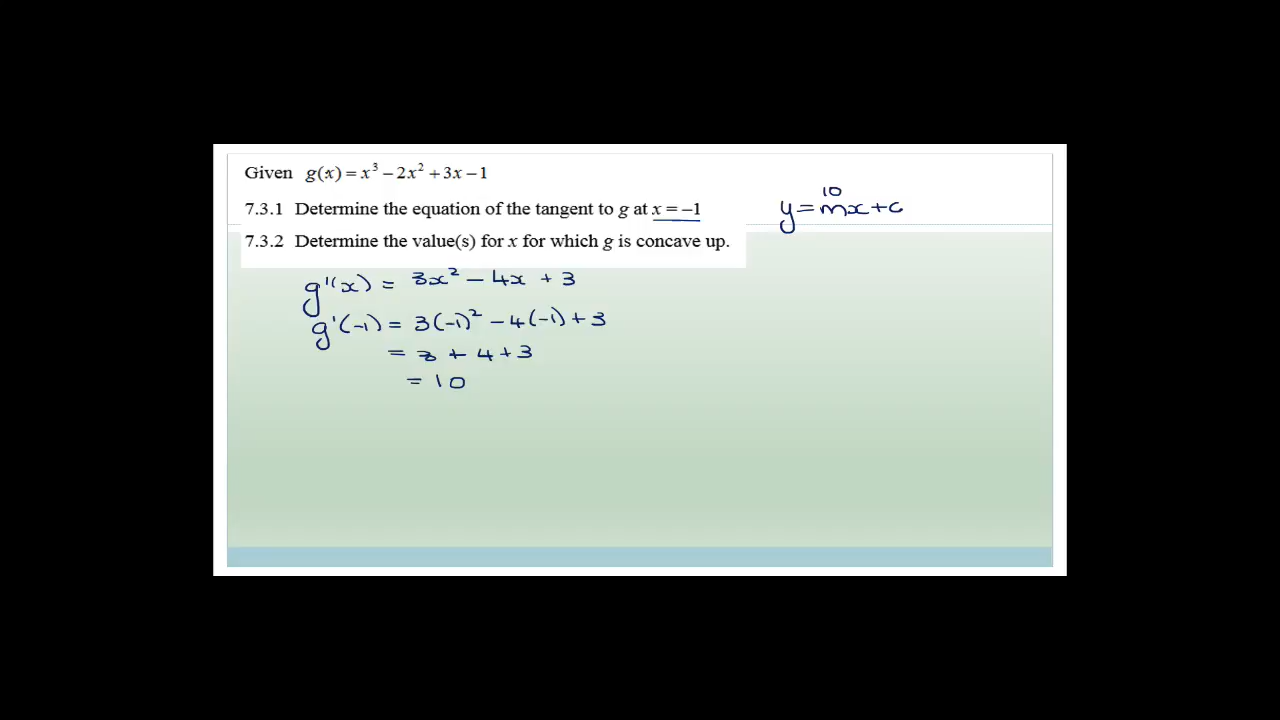 Given g(x) = x³ − 2x² + 3x − 1
7.3.1 Determine the equation of the tangent to g at x = −1
10
y = mx + c
7.3.2 Determine the value(s) for x for which g is concave up.
g''(x) = 3x² − 4x + 3
g'(−1) = 3(−1)² − 4(−1) + 3
= 3 + 4 + 3
= 10